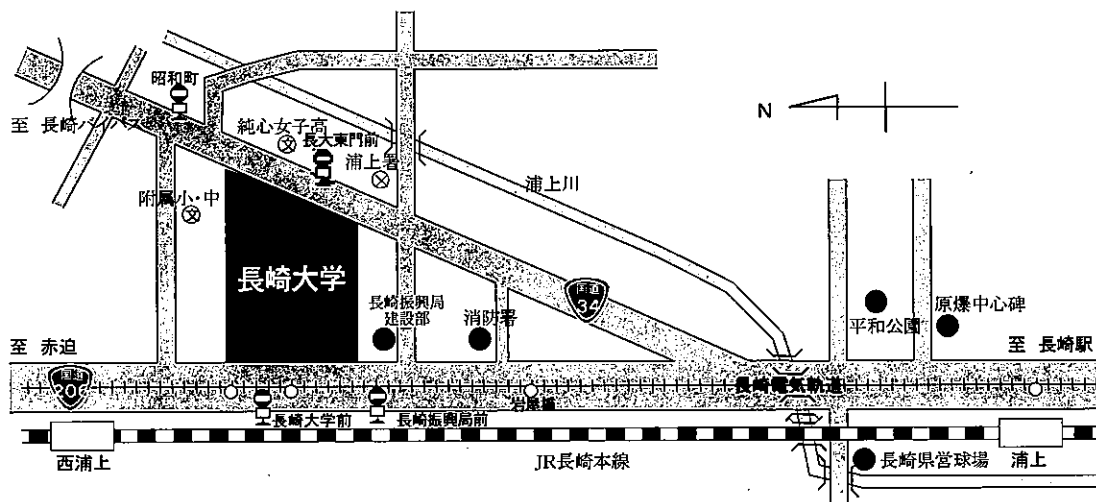 昭和町
至 長崎バイパス
純心女子高
長大東門前
浦上署
浦上川
N
附属小・中
長崎大学
国道
34
長崎振興局
建設部
消防署
平和公園
原爆中心碑
至 赤迫
至 長崎駅
国道
206
長崎電気軌道
岩屋橋
長崎大学前
長崎振興局前
西浦上
JR長崎本線
長崎県営球場
浦上